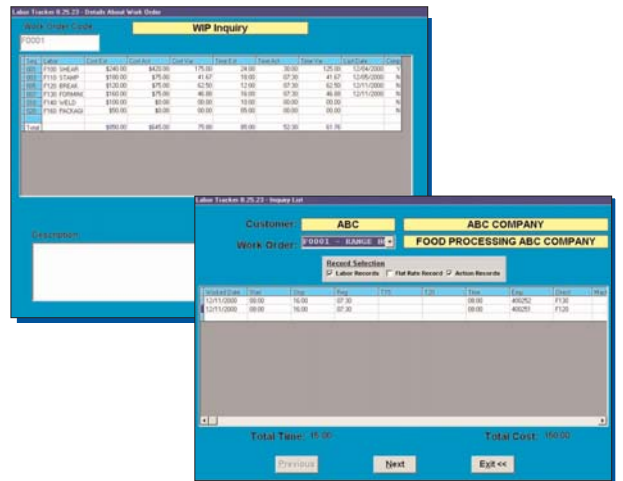 Labor Tracker 8.25.23 - Details About Work Order
Work Order Code
WIP Inquiry
F0001
Seq Labor Cost Est Cost Act Cost Var Time Est Time Act Time Var Last Date Comp
F100 SHEAR $240.00 $420.00 175.00 24.00 30.00 125.00 12/04/2000 Y
F110 STAMP $180.00 $75.00 41.67 18.00 07.30 41.67 12/05/2000 N
F120 BREAK $120.00 $75.00 62.50 12.00 07.30 62.50 12/11/2000 N
F130 FORMING $160.00 $75.00 46.88 16.00 07.30 46.88 12/11/2000 N
F140 WELD $100.00 $0.00 00.00 10.00 00.00 00.00 N
F160 PACKAGI $50.00 $0.00 00.00 05.00 00.00 00.00 N
Total $850.00 $645.00 75.88 85.00 52.30 61.76
Description:
Labor Tracker 8.25.23 - Inquiry List
Customer: ABC ABC COMPANY
Work Order: F0001 - RANGE HO FOOD PROCESSING ABC COMPANY
Record Selection
Labor Records Flat Rate Record Action Records
Worked Date Start Stop Reg T15 T20 Time Emp Direct Mach
12/11/2000 08:00 16:00 07.30 08:00 400252 F130
12/11/2000 08:00 16:00 07.30 08:00 400251 F120
Total Time: 15.00 Total Cost: 150.00
Previous Next Exit <<